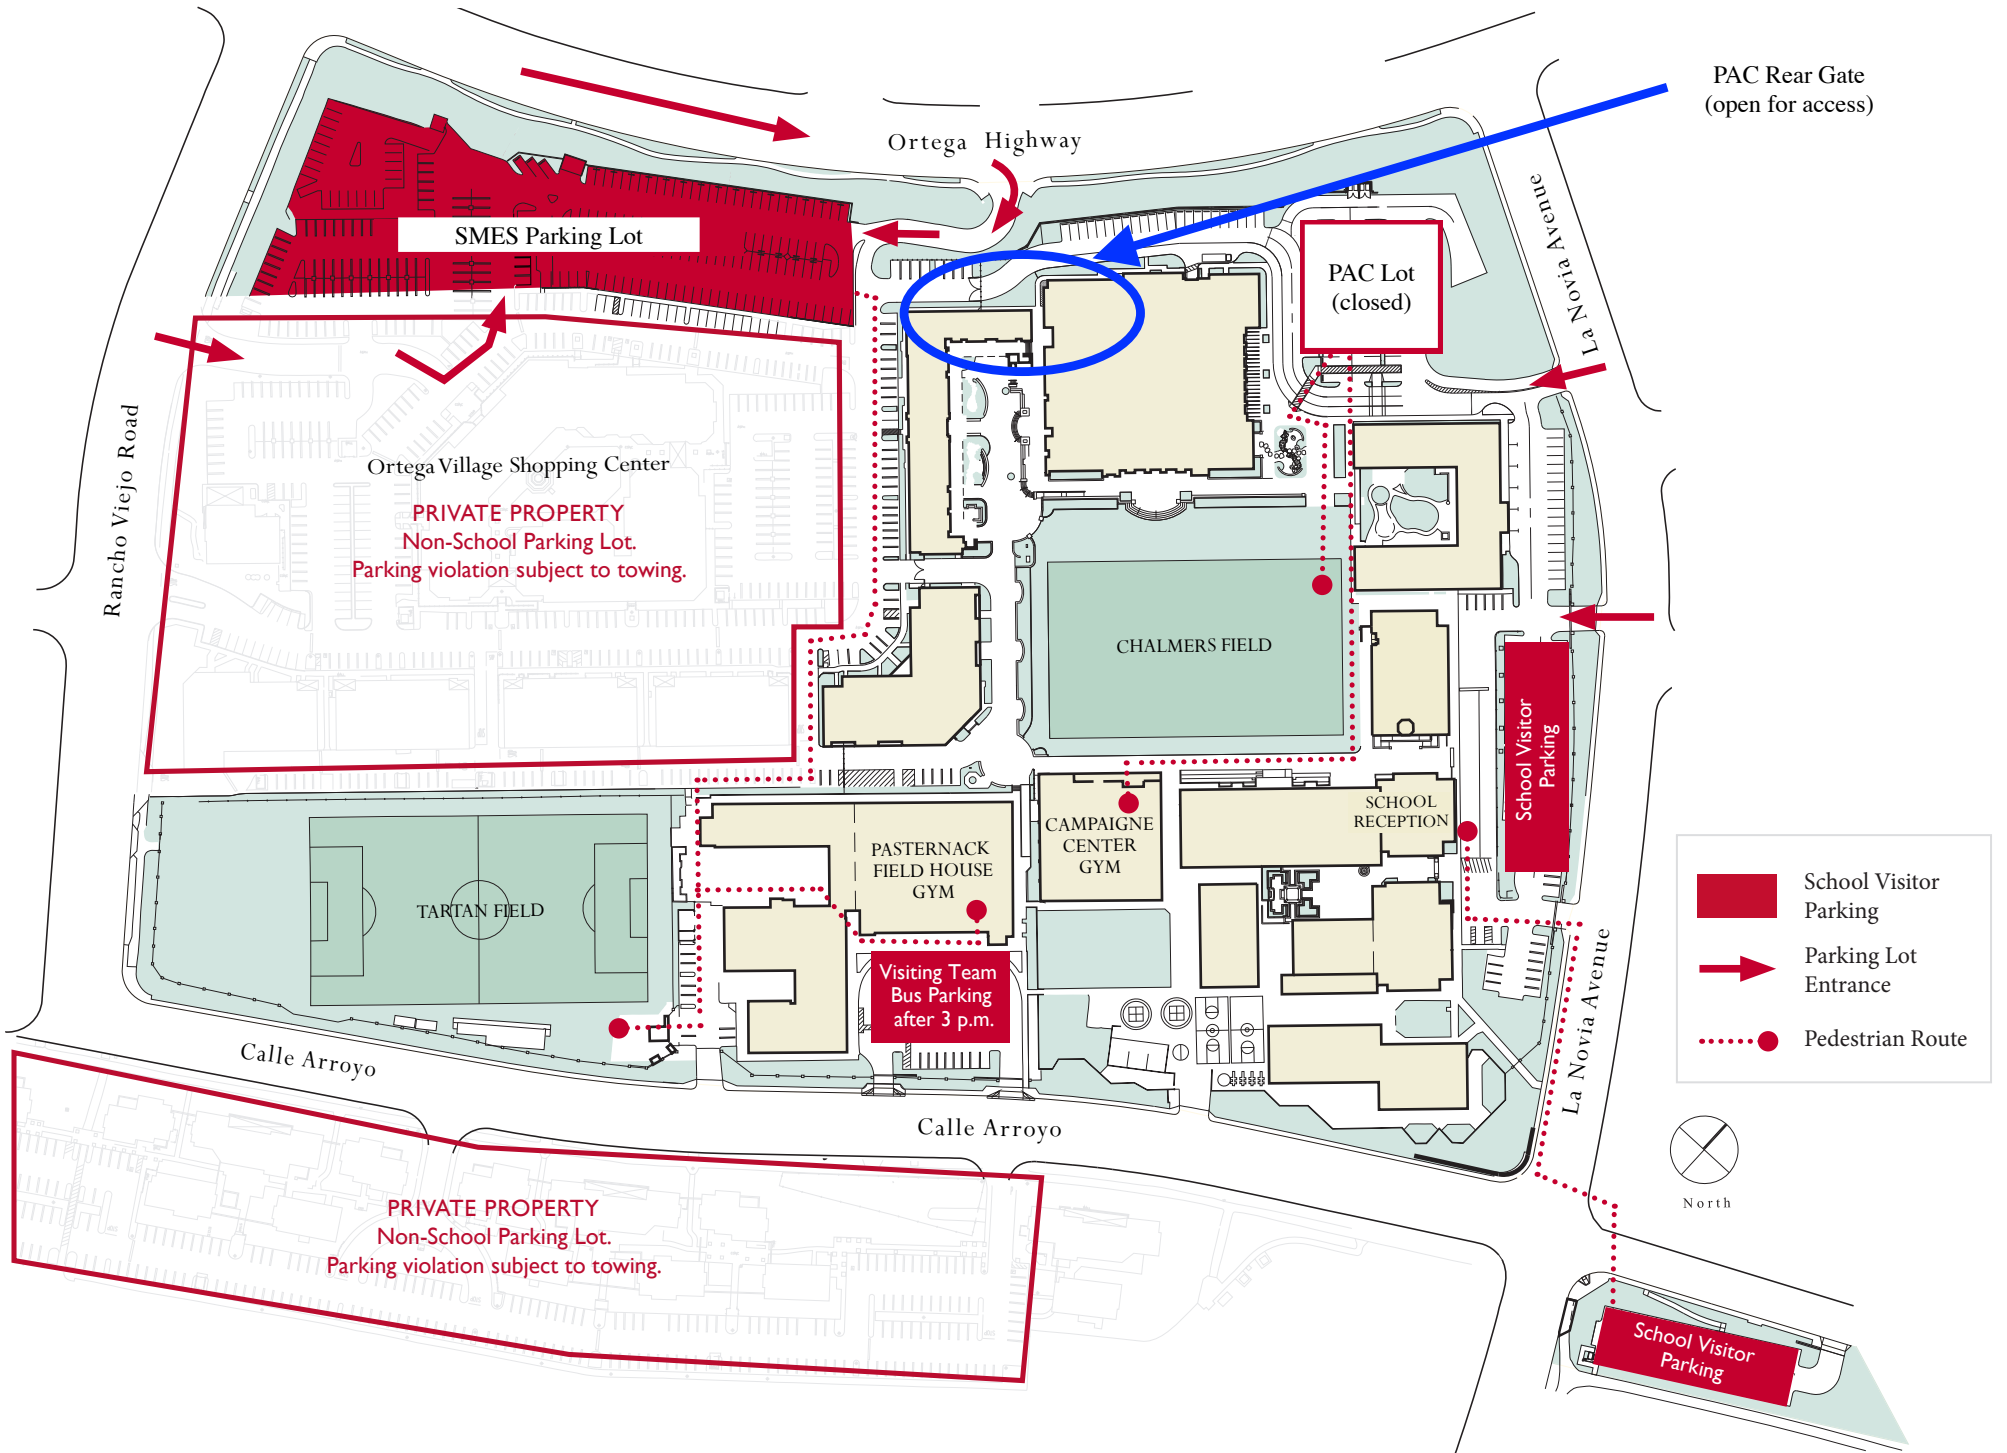 PAC Rear Gate
(open for access)
Ortega Highway
La Novia Avenue
SMES Parking Lot
PAC Lot
(closed)
Rancho Viejo Road
Ortega Village Shopping Center
PRIVATE PROPERTY
Non-School Parking Lot.
Parking violation subject to towing.
CHALMERS FIELD
School Visitor
Parking
SCHOOL
RECEPTION
CAMPAIGNE
CENTER
GYM
PASTERNACK
FIELD HOUSE
GYM
TARTAN FIELD
Visiting Team
Bus Parking
after 3 p.m.
School Visitor
Parking
Parking Lot
Entrance
Pedestrian Route
La Novia Avenue
Calle Arroyo
Calle Arroyo
North
PRIVATE PROPERTY
Non-School Parking Lot.
Parking violation subject to towing.
School Visitor
Parking